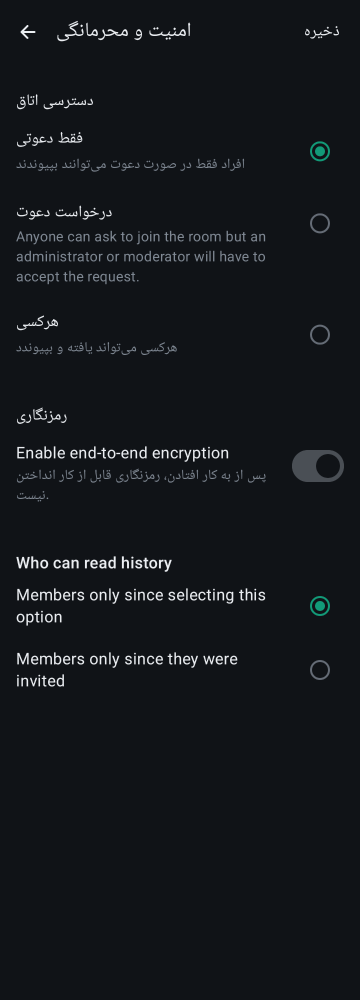 امنیت و محرمانگی
ذخیره
دسترسی اتاق
فقط دعوتی
افراد فقط در صورت دعوت می‌توانند بپیوندند
درخواست دعوت
Anyone can ask to join the room but an
administrator or moderator will have to
accept the request.
هرکسی
هرکسی می‌تواند یافته و بپیوندد
رمزنگاری
Enable end-to-end encryption
پس از به کار افتادن، رمزنگاری قابل از کار انداختن
نیست.
Who can read history
Members only since selecting this
option
Members only since they were
invited